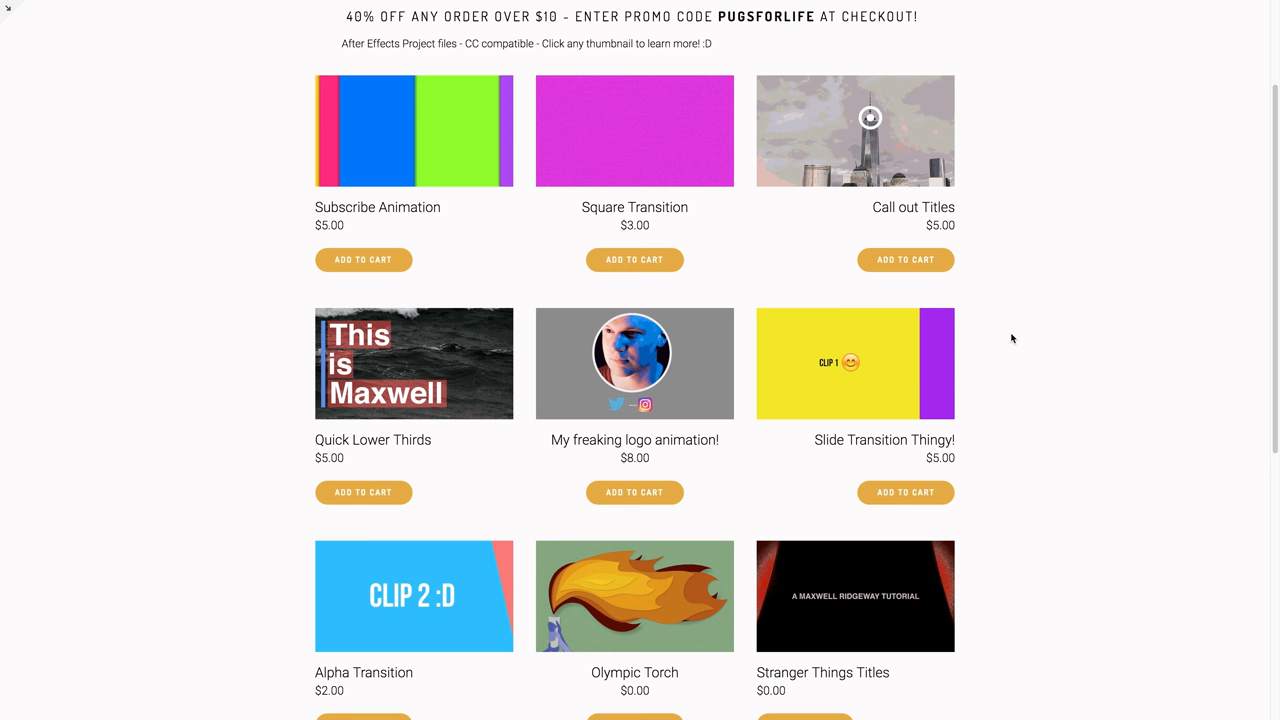 40% OFF ANY ORDER OVER $10 - ENTER PROMO CODE PUGSFORLIFE AT CHECKOUT!
After Effects Project files - CC compatible - Click any thumbnail to learn more! :D
Subscribe Animation
$5.00
ADD TO CART
Square Transition
$3.00
ADD TO CART
Call out Titles
$5.00
ADD TO CART
This
is
Maxwell
Quick Lower Thirds
$5.00
ADD TO CART
My freaking logo animation!
$8.00
ADD TO CART
CLIP 1
Slide Transition Thingy!
$5.00
ADD TO CART
CLIP 2 :D
Alpha Transition
$2.00
Olympic Torch
$0.00
A MAXWELL RIDGEWAY TUTORIAL
Stranger Things Titles
$0.00